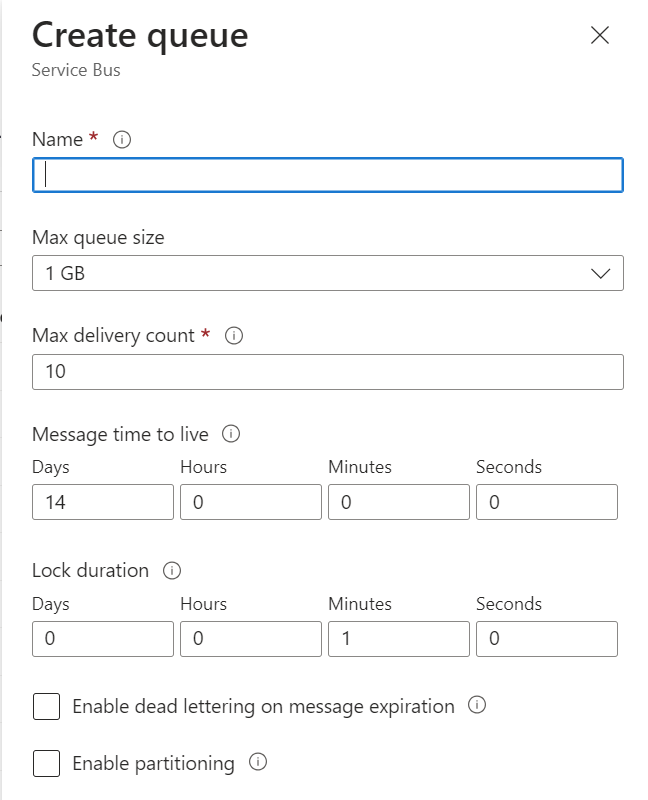 Create queue
Service Bus
Name *
Max queue size
1 GB
Max delivery count *
10
Message time to live
Days Hours Minutes Seconds
14 0 0 0
Lock duration
Days Hours Minutes Seconds
0 0 1 0
Enable dead lettering on message expiration
Enable partitioning